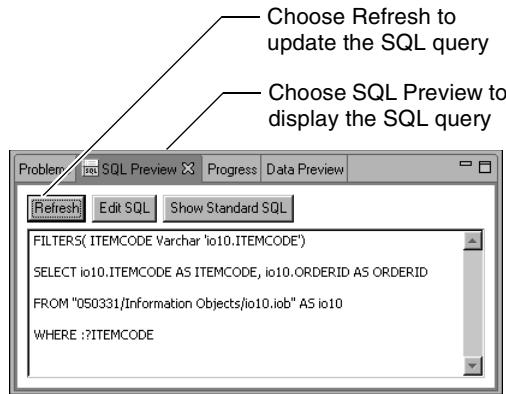 Choose Refresh to
update the SQL query
Choose SQL Preview to
display the SQL query
Problems SQL Preview Progress Data Preview
Refresh Edit SQL Show Standard SQL
FILTERS( ITEMCODE Varchar 'io10.ITEMCODE')
SELECT io10.ITEMCODE AS ITEMCODE, io10.ORDERID AS ORDERID
FROM "050331/Information Objects/io10.iob" AS io10
WHERE :?ITEMCODE